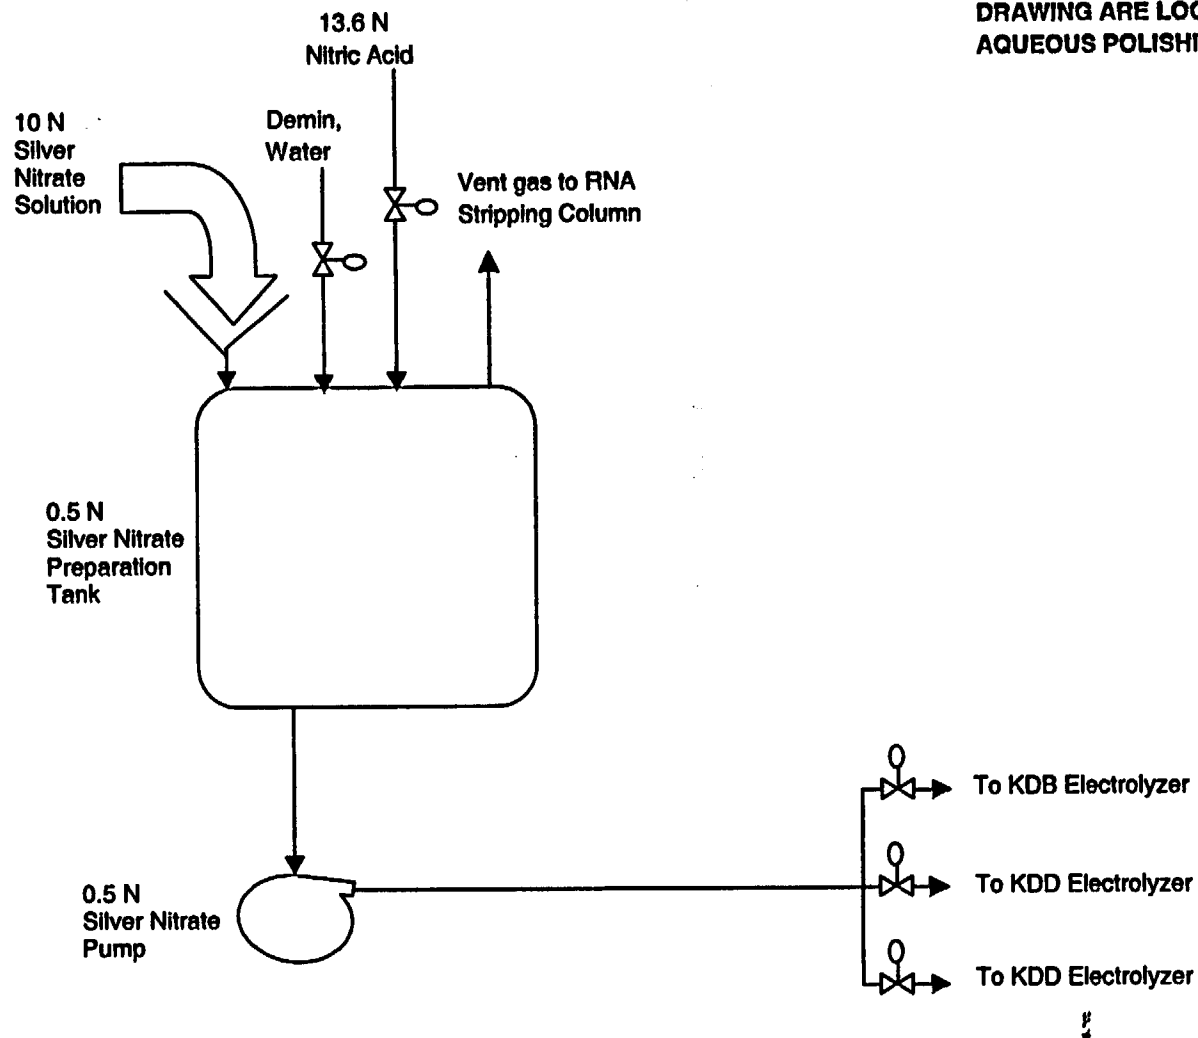 DRAWING ARE
AQUEOUS
13.6 N
Nitric Acid
10 N
Silver
Nitrate
Solution
Demin,
Water
Vent gas to RNA
Stripping Column
0.5 N
Silver Nitrate
Preparation
Tank
0.5 N
Silver Nitrate
Pump
To KDB Electrolyzer
To KDD Electrolyzer
To KDD Electrolyzer